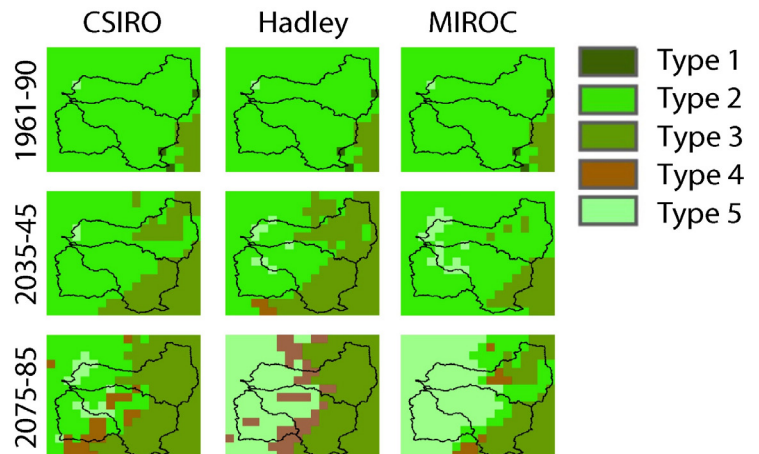 CSIRO Hadley MIROC
1961-90
2035-45
2075-85
Type 1
Type 2
Type 3
Type 4
Type 5